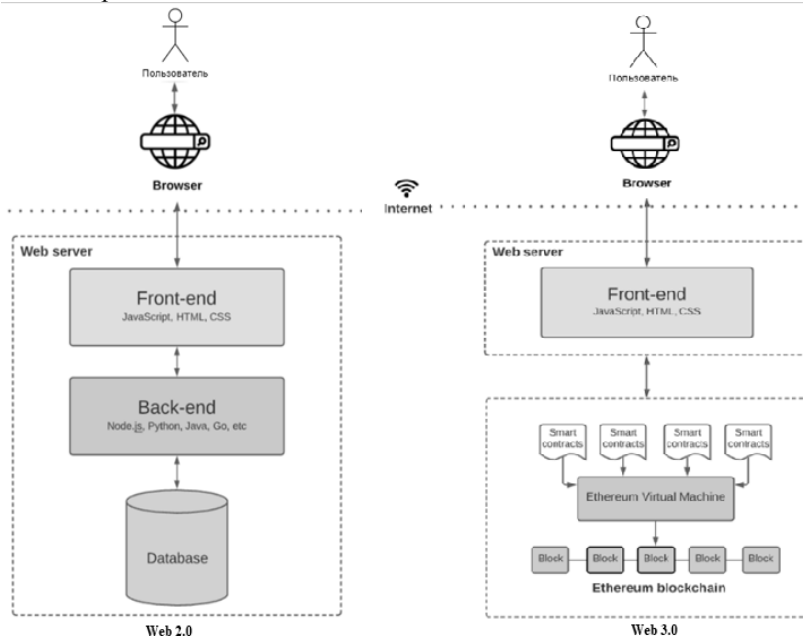 Пользователь
Browser
Web server
Front-end
JavaScript, HTML, CSS
Back-end
Node.js, Python, Java, Go, etc
Database
Web 2.0
Internet
Пользователь
Browser
Web server
Front-end
JavaScript, HTML, CSS
Smart
contracts
Smart
contracts
Smart
contracts
Smart
contracts
Ethereum Virtual Machine
Block
Block
Block
Block
Block
Ethereum blockchain
Web 3.0